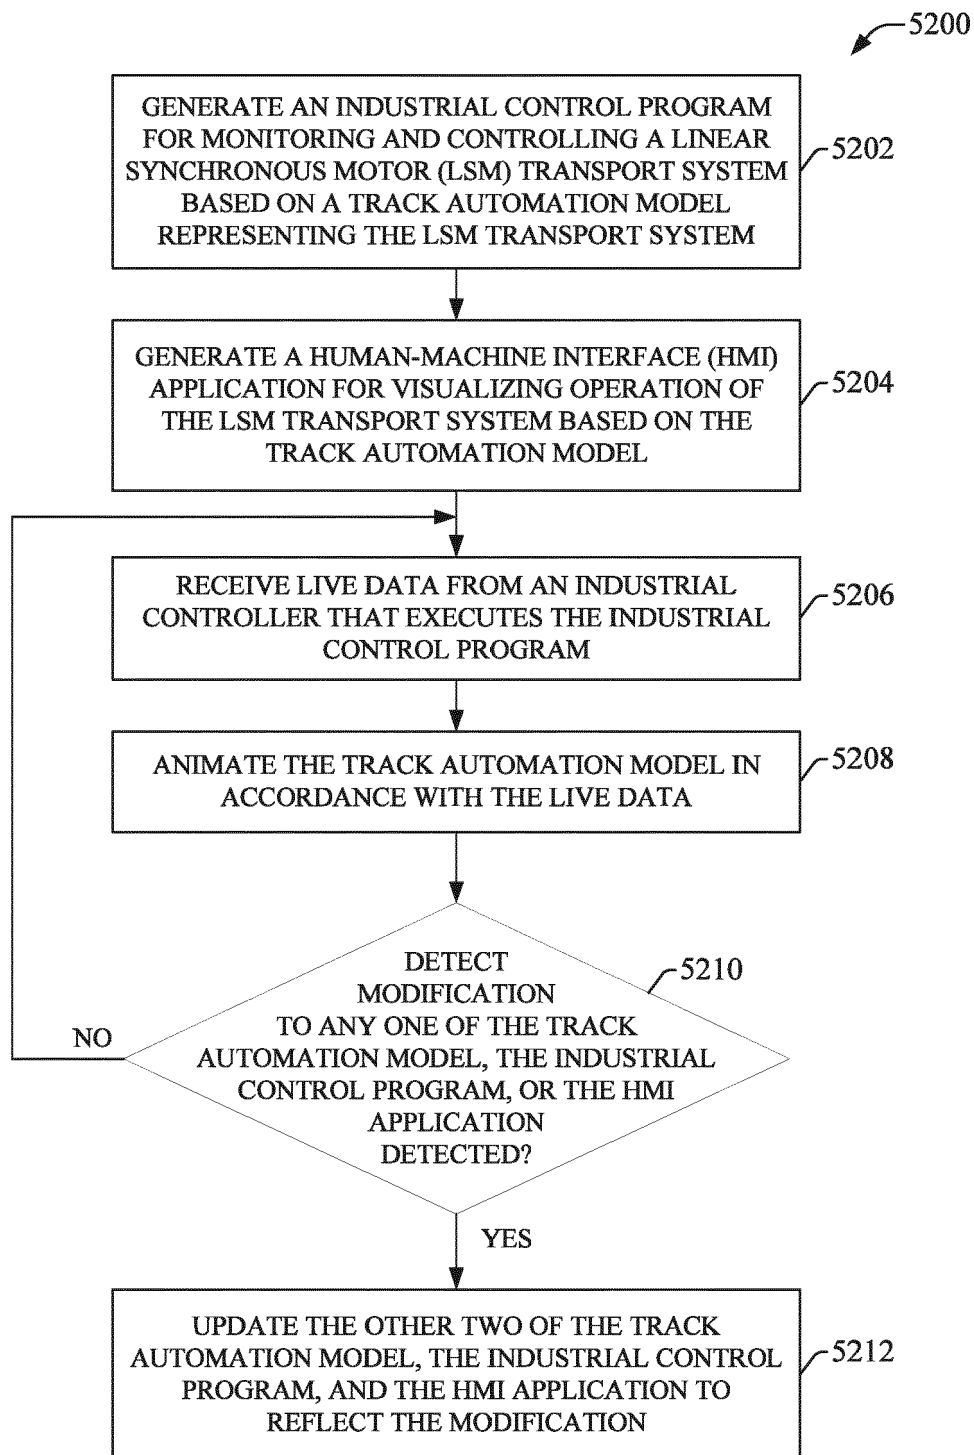 5200
GENERATE AN INDUSTRIAL CONTROL PROGRAM
FOR MONITORING AND CONTROLLING A LINEAR
SYNCHRONOUS MOTOR (LSM) TRANSPORT SYSTEM
BASED ON A TRACK AUTOMATION MODEL
REPRESENTING THE LSM TRANSPORT SYSTEM
5202
GENERATE A HUMAN-MACHINE INTERFACE (HMI)
APPLICATION FOR VISUALIZING OPERATION OF
THE LSM TRANSPORT SYSTEM BASED ON THE
TRACK AUTOMATION MODEL
5204
RECEIVE LIVE DATA FROM AN INDUSTRIAL
CONTROLLER THAT EXECUTES THE INDUSTRIAL
CONTROL PROGRAM
5206
ANIMATE THE TRACK AUTOMATION MODEL IN
ACCORDANCE WITH THE LIVE DATA
5208
DETECT
MODIFICATION
TO ANY ONE OF THE TRACK
AUTOMATION MODEL, THE INDUSTRIAL
CONTROL PROGRAM, OR THE HMI
APPLICATION
DETECTED?
5210
NO
YES
UPDATE THE OTHER TWO OF THE TRACK
AUTOMATION MODEL, THE INDUSTRIAL CONTROL
PROGRAM, AND THE HMI APPLICATION TO
REFLECT THE MODIFICATION
5212